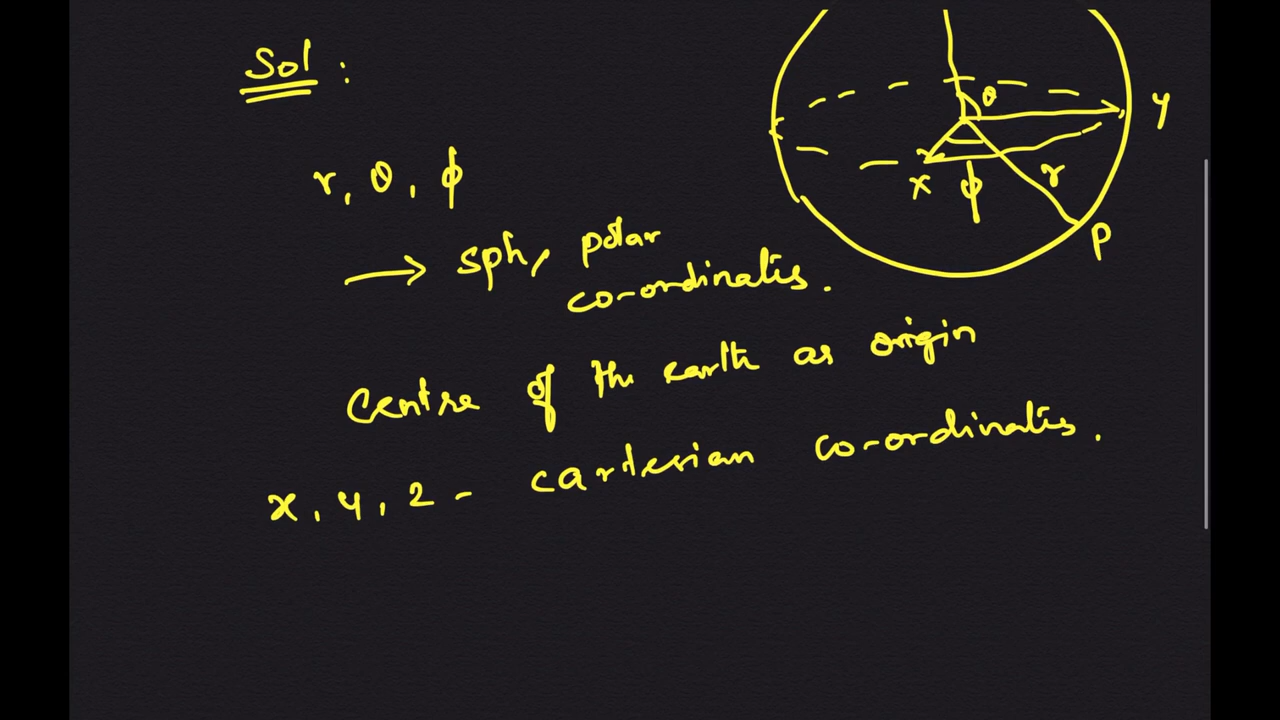 Sol :
r, θ, ϕ
→ sph, polar
co-ordinates.
Centre of the earth as origin
x, y, z - cartesian co-ordinates.
θ
y
x
ϕ
r
P